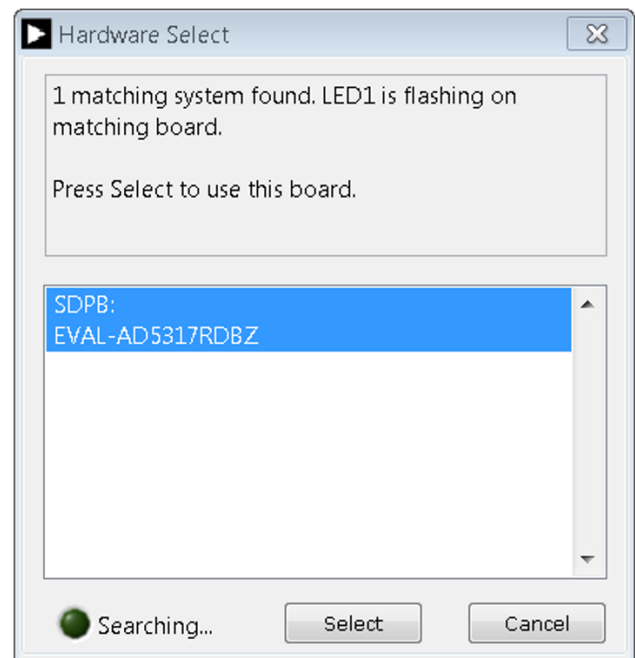 Hardware Select
1 matching system found. LED1 is flashing on
matching board.
Press Select to use this board.
SDPB:
EVAL-AD5317RDBZ
Searching...
Select
Cancel